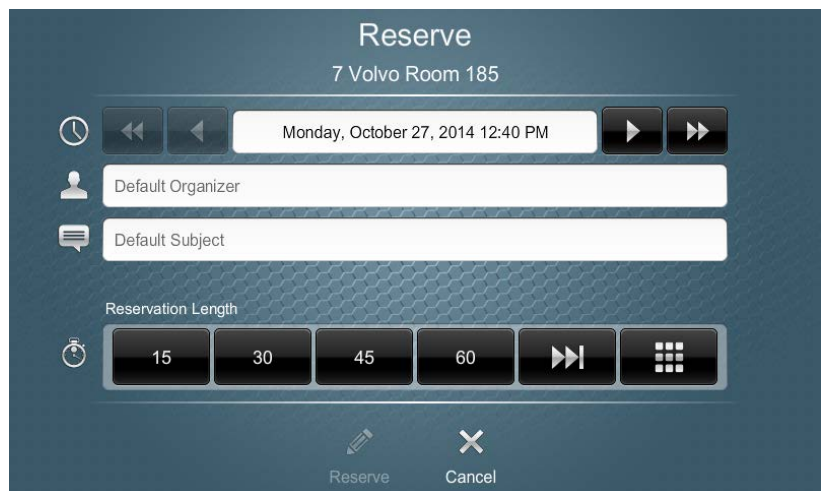 Reserve
7 Volvo Room 185
Monday, October 27, 2014 12:40 PM
Default Organizer
Default Subject
Reservation Length
15 30 45 60
Reserve Cancel